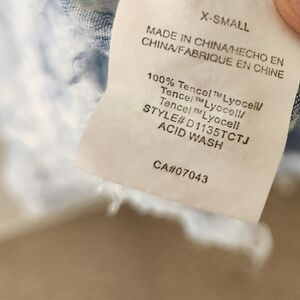 X-SMALL
MADE IN CHINA/HECHO EN
CHINA/FABRIQUE EN CHINE
100% Tencel™Lyocell/
Tencel™Lyocell/
Tencel™Lyocell
STYLE# D1135TCTJ
ACID WASH
CA#07043